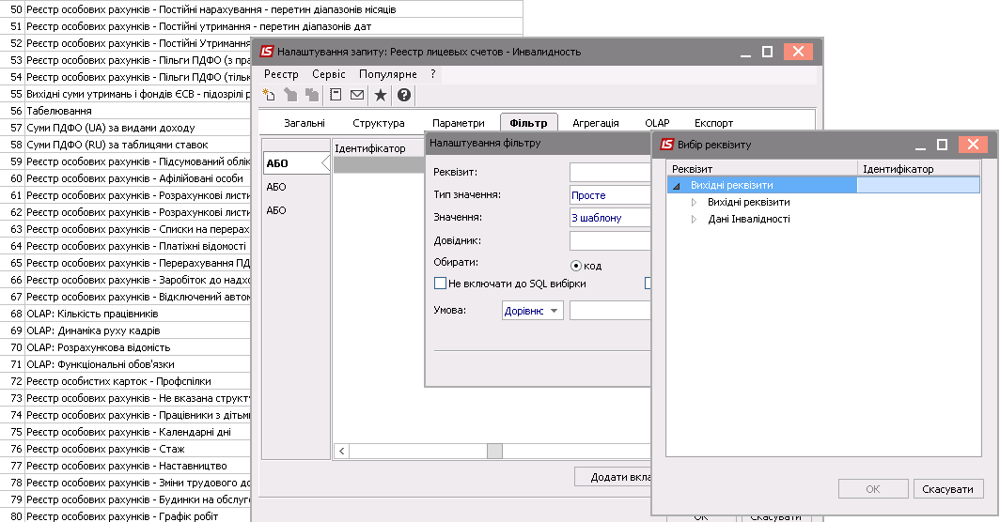 50 Реєстр особових рахунків - Постійні нарахування - перетин діапазонів місяців
51 Реєстр особових рахунків - Постійні утримання - перетин діапазонів дат
52 Реєстр особових рахунків - Постійні Утримання
53 Реєстр особових рахунків - Пільги ПДФО (з пра
54 Реєстр особових рахунків - Пільги ПДФО (тільк
55 Вихідні суми утримань і фондів ЄСВ - підозрілі р
56 Табелювання
57 Суми ПДФО (UA) за видами доходу
58 Суми ПДФО (RU) за таблицями ставок
59 Реєстр особових рахунків - Підсумований облік
60 Реєстр особових рахунків - Афілійовані особи
61 Реєстр особових рахунків - Розрахункові листи
62 Реєстр особових рахунків - Розрахункові листи
63 Реєстр особових рахунків - Списки на перерах
64 Реєстр особових рахунків - Платіжні відомості
65 Реєстр особових рахунків - Перерахування ПД
66 Реєстр особових рахунків - Заробіток до надхо
67 Реєстр особових рахунків - Відключений автом
68 OLAP: Кількість працівників
69 OLAP: Динаміка руху кадрів
70 OLAP: Розрахункова відомість
71 OLAP: Функціональні обов'язки
72 Реєстр особистих карток - Профспілки
73 Реєстр особових рахунків - Не вказана структу
74 Реєстр особових рахунків - Працівники з дітьми
75 Реєстр особових рахунків - Календарні дні
76 Реєстр особових рахунків - Стаж
77 Реєстр особових рахунків - Наставництво
78 Реєстр особових рахунків - Зміни трудового до
79 Реєстр особових рахунків - Будинки на обслуго
80 Реєстр особових рахунків - Графік робіт
IS Налаштування запиту: Реестр лицевых счетов - Инвалидность
Реєстр Сервіс Популярне ?
Загальні Структура Параметри Фільтр Агрегація OLAP Експорт
АБО
АБО
АБО
Ідентифікатор
Додати вкла
ОК Скасувати
Налаштування фільтру
Реквізит:
Тип значення: Просте
Значення: З шаблону
Довідник:
Обирати: код
Не включати до SQL вибірки
Умова: Дорівнє
IS Вибір реквізиту
Реквізит Ідентифікатор
Вихідні реквізити
Вихідні реквізити
Дані Інвалідності
ОК Скасувати